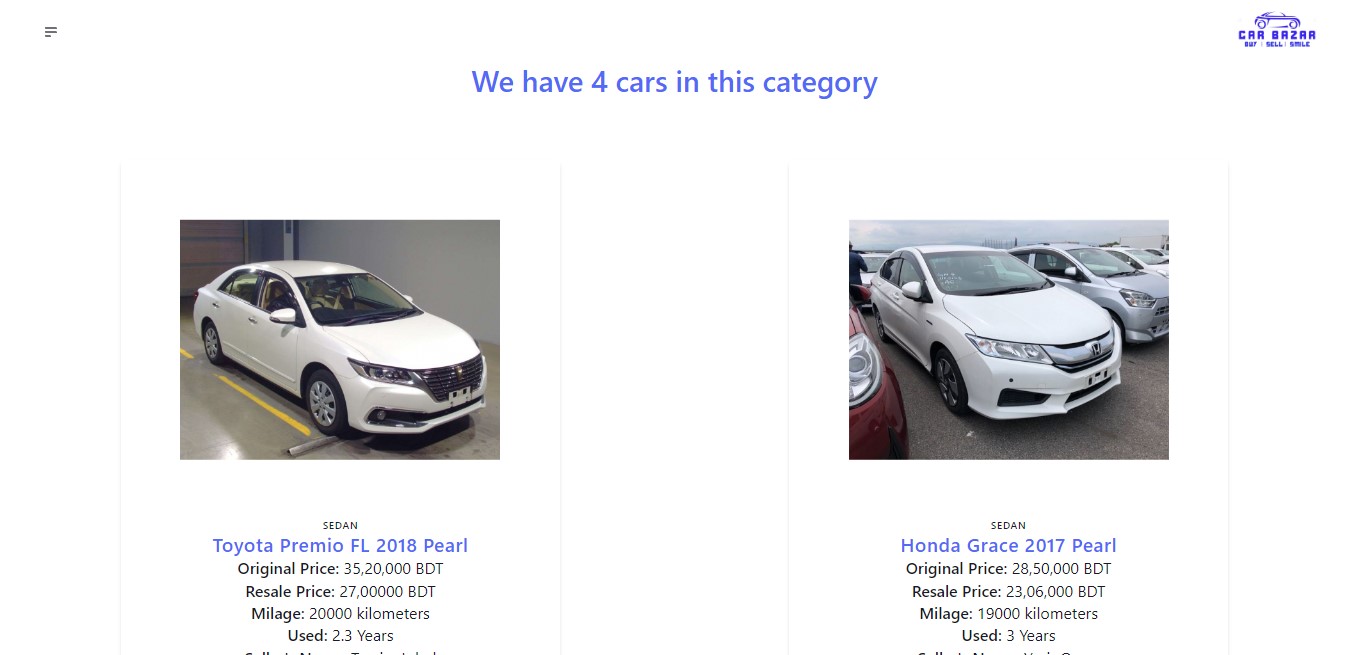 CAR BAZAR
BUY | SELL | SMILE
We have 4 cars in this category
SEDAN
Toyota Premio FL 2018 Pearl
Original Price: 35,20,000 BDT
Resale Price: 27,00000 BDT
Milage: 20000 kilometers
Used: 2.3 Years
SEDAN
Honda Grace 2017 Pearl
Original Price: 28,50,000 BDT
Resale Price: 23,06,000 BDT
Milage: 19000 kilometers
Used: 3 Years